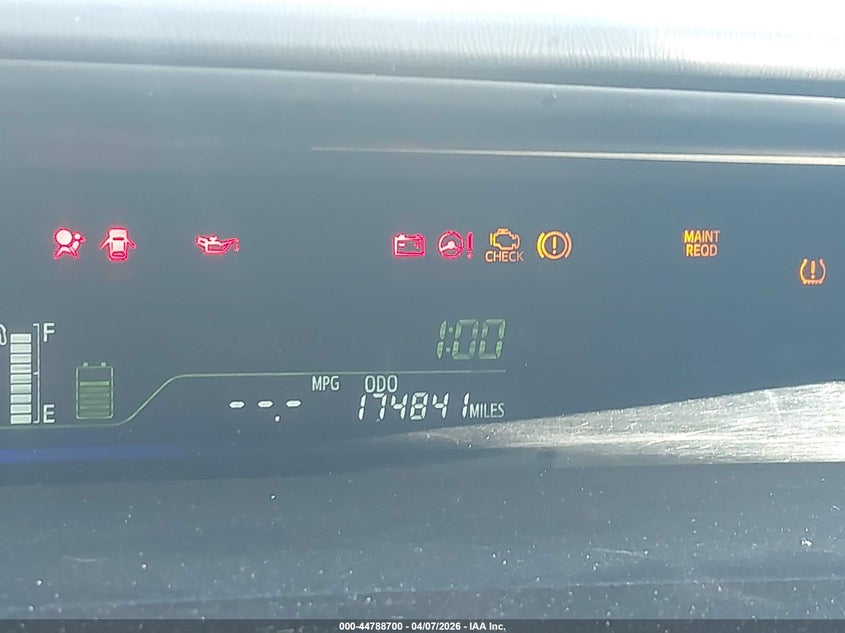 CHECK
MAINT
REQD
F
1:00
E
MPG ODO
--.- 174841 MILES
000-44788700 - 04/07/2026 - IAA Inc.